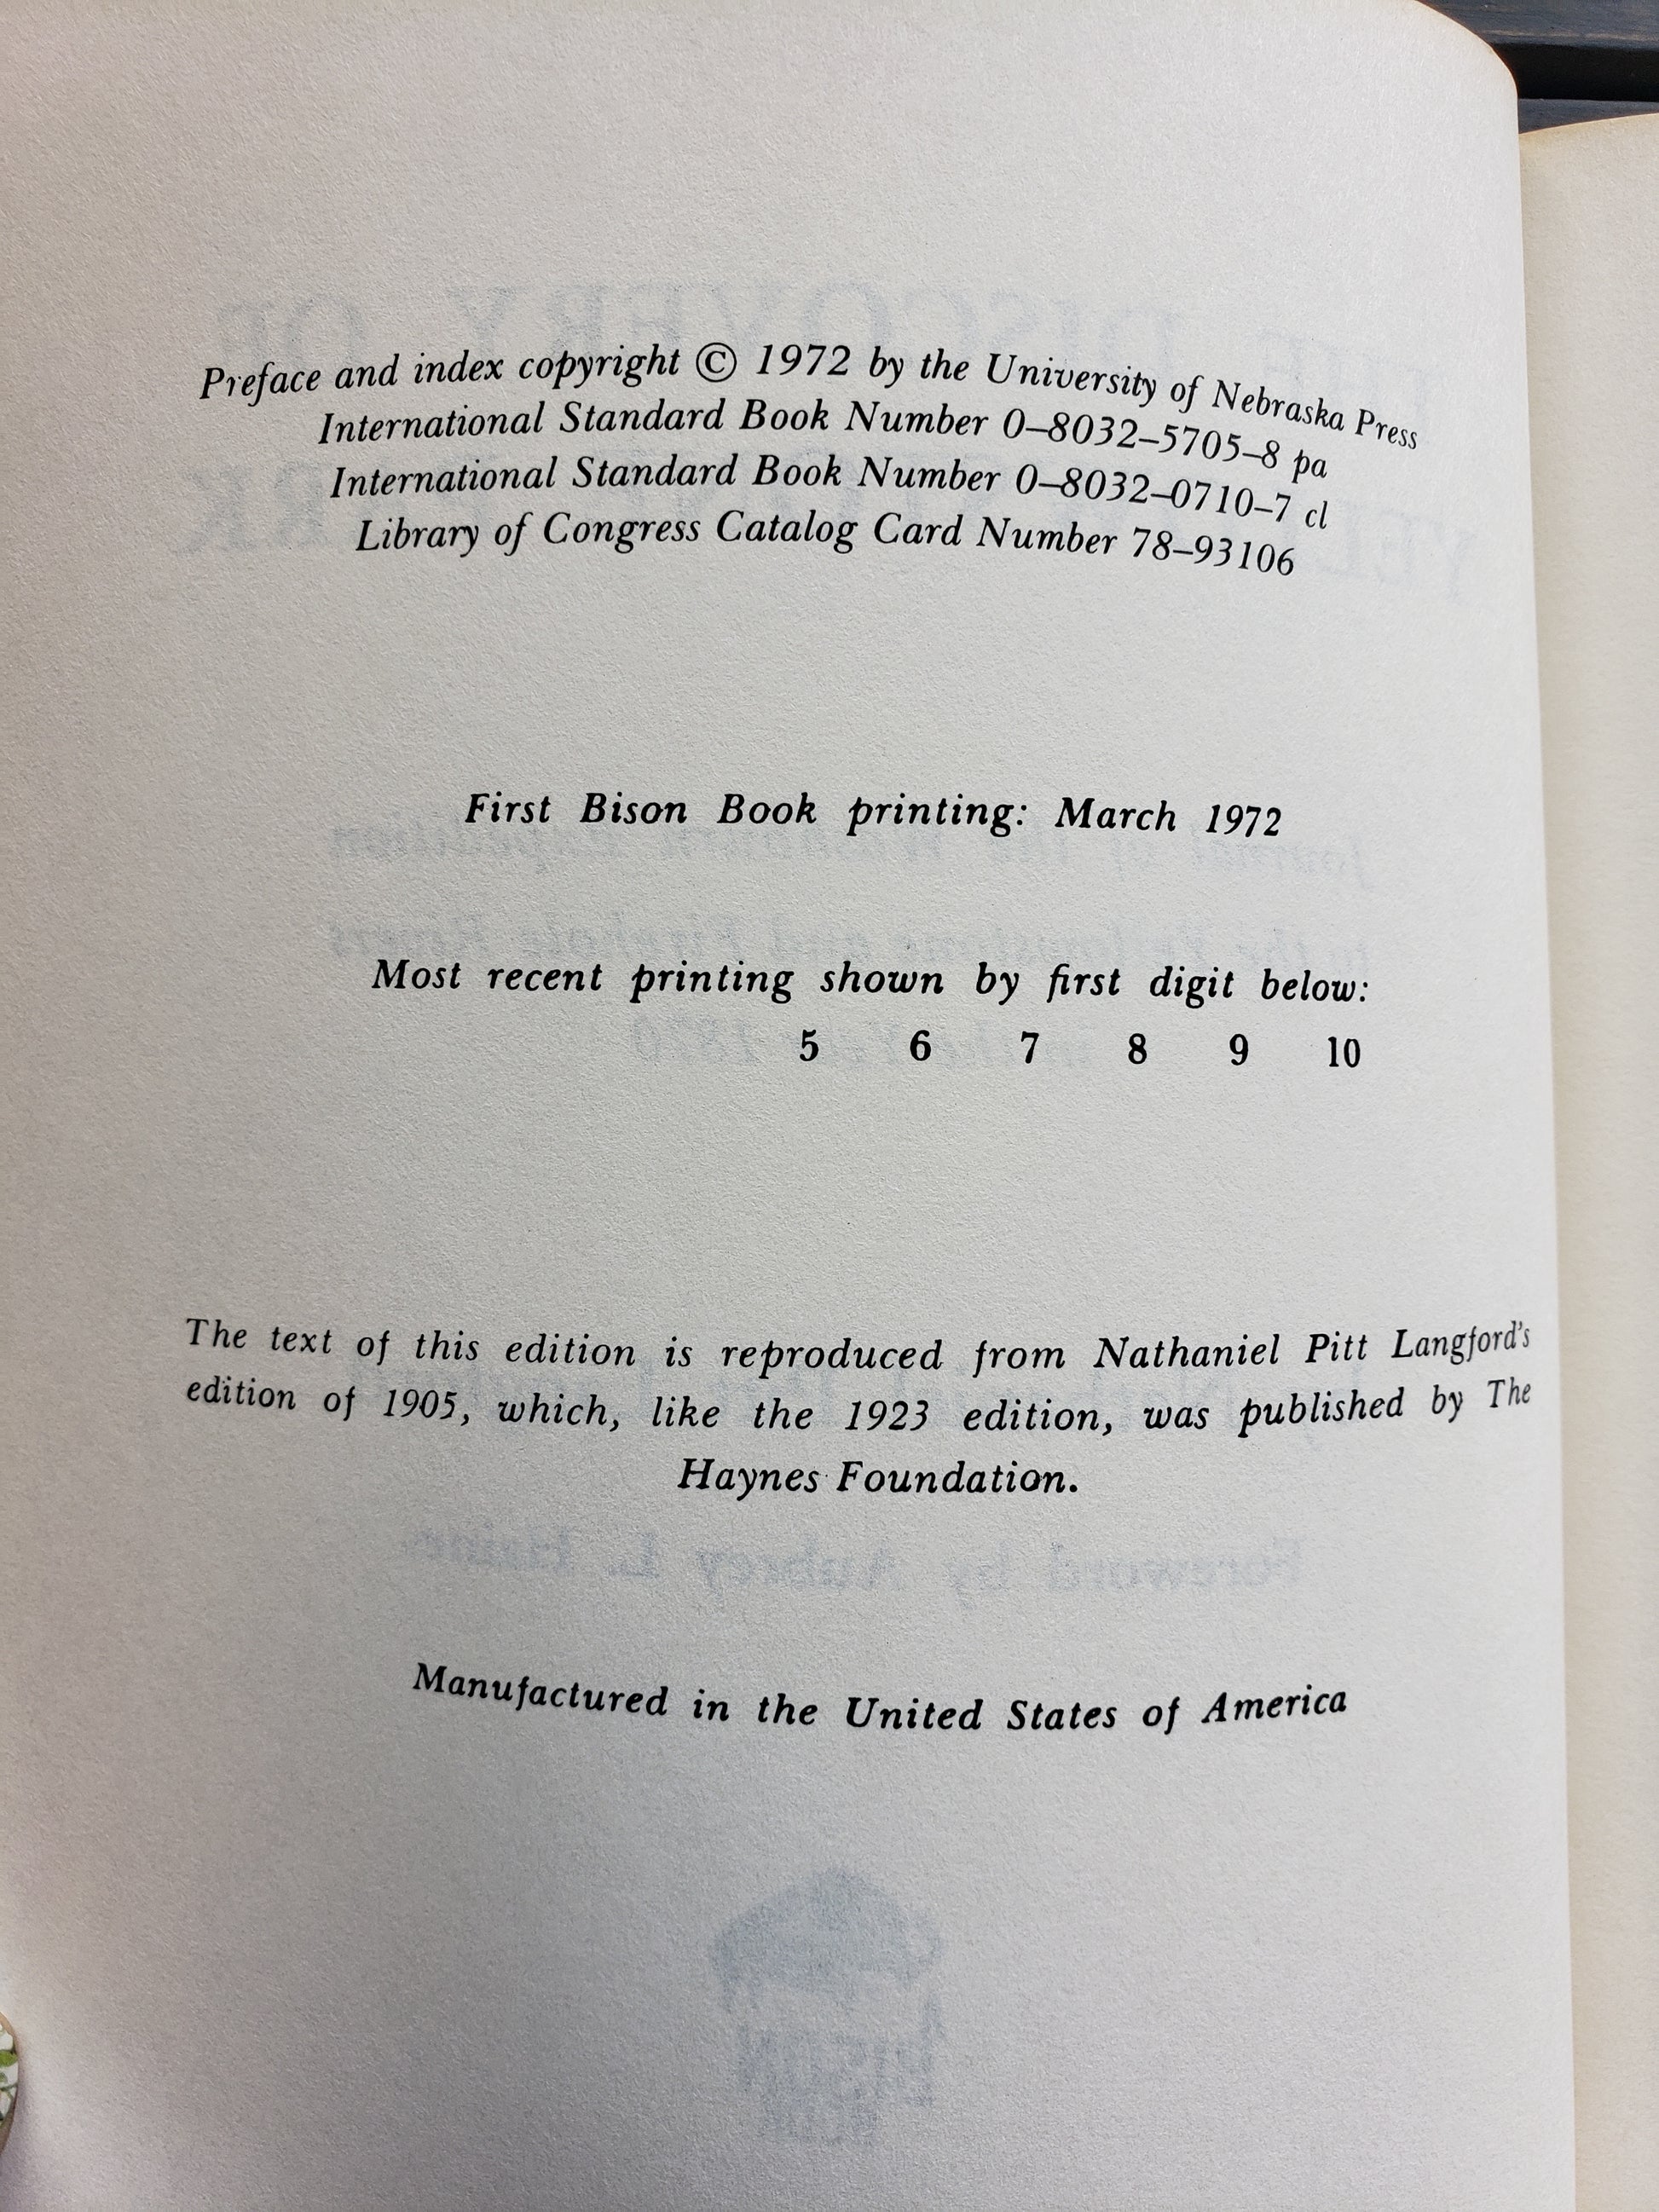 Preface and index copyright © 1972 by the University of Nebraska Press
International Standard Book Number 0–8032–5705–8 pa
International Standard Book Number 0–8032–0710–7 cl
Library of Congress Catalog Card Number 78–93106
First Bison Book printing: March 1972
Most recent printing shown by first digit below:
5 6 7 8 9 10
The text of this edition is reproduced from Nathaniel Pitt Langford's
edition of 1905, which, like the 1923 edition, was published by The
Haynes Foundation.
Manufactured in the United States of America